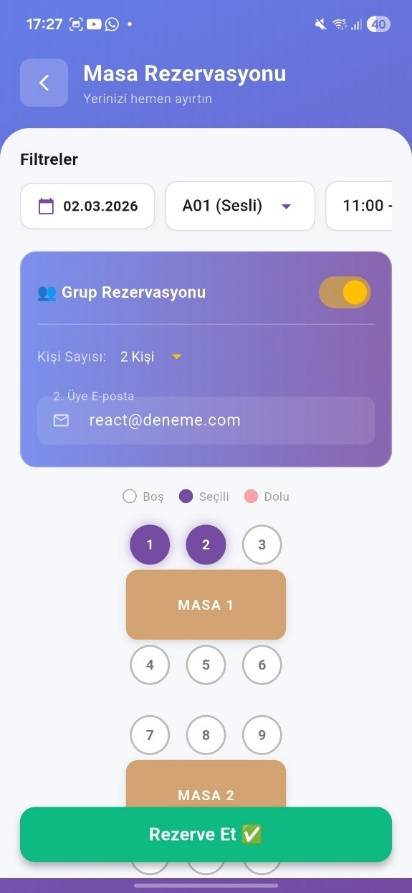 17:27
40
Masa Rezervasyonu
Yerinizi hemen ayırtın
Filtreler
02.03.2026 A01 (Sesli) 11:00 -
👥 Grup Rezervasyonu
Kişi Sayısı: 2 Kişi
2. Üye E-posta
react@deneme.com
Boş Seçili Dolu
1 2 3
MASA 1
4 5 6
7 8 9
MASA 2
Rezerve Et ✅